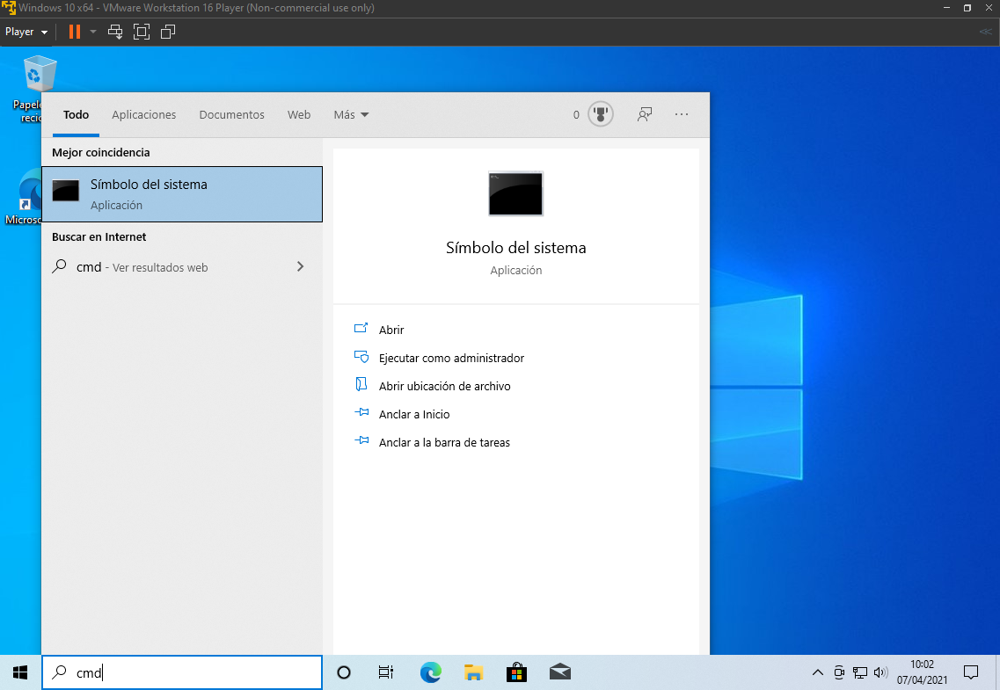 Windows 10 x64 - VMware Workstation 16 Player (Non-commercial use only)
Player
Todo Aplicaciones Documentos Web Más 0
Mejor coincidencia
Símbolo del sistema
Aplicación
Buscar en Internet
cmd - Ver resultados web
Símbolo del sistema
Aplicación
Abrir
Ejecutar como administrador
Abrir ubicación de archivo
Anclar a Inicio
Anclar a la barra de tareas
Papele
recic
Microso
cmd
10:02
07/04/2021